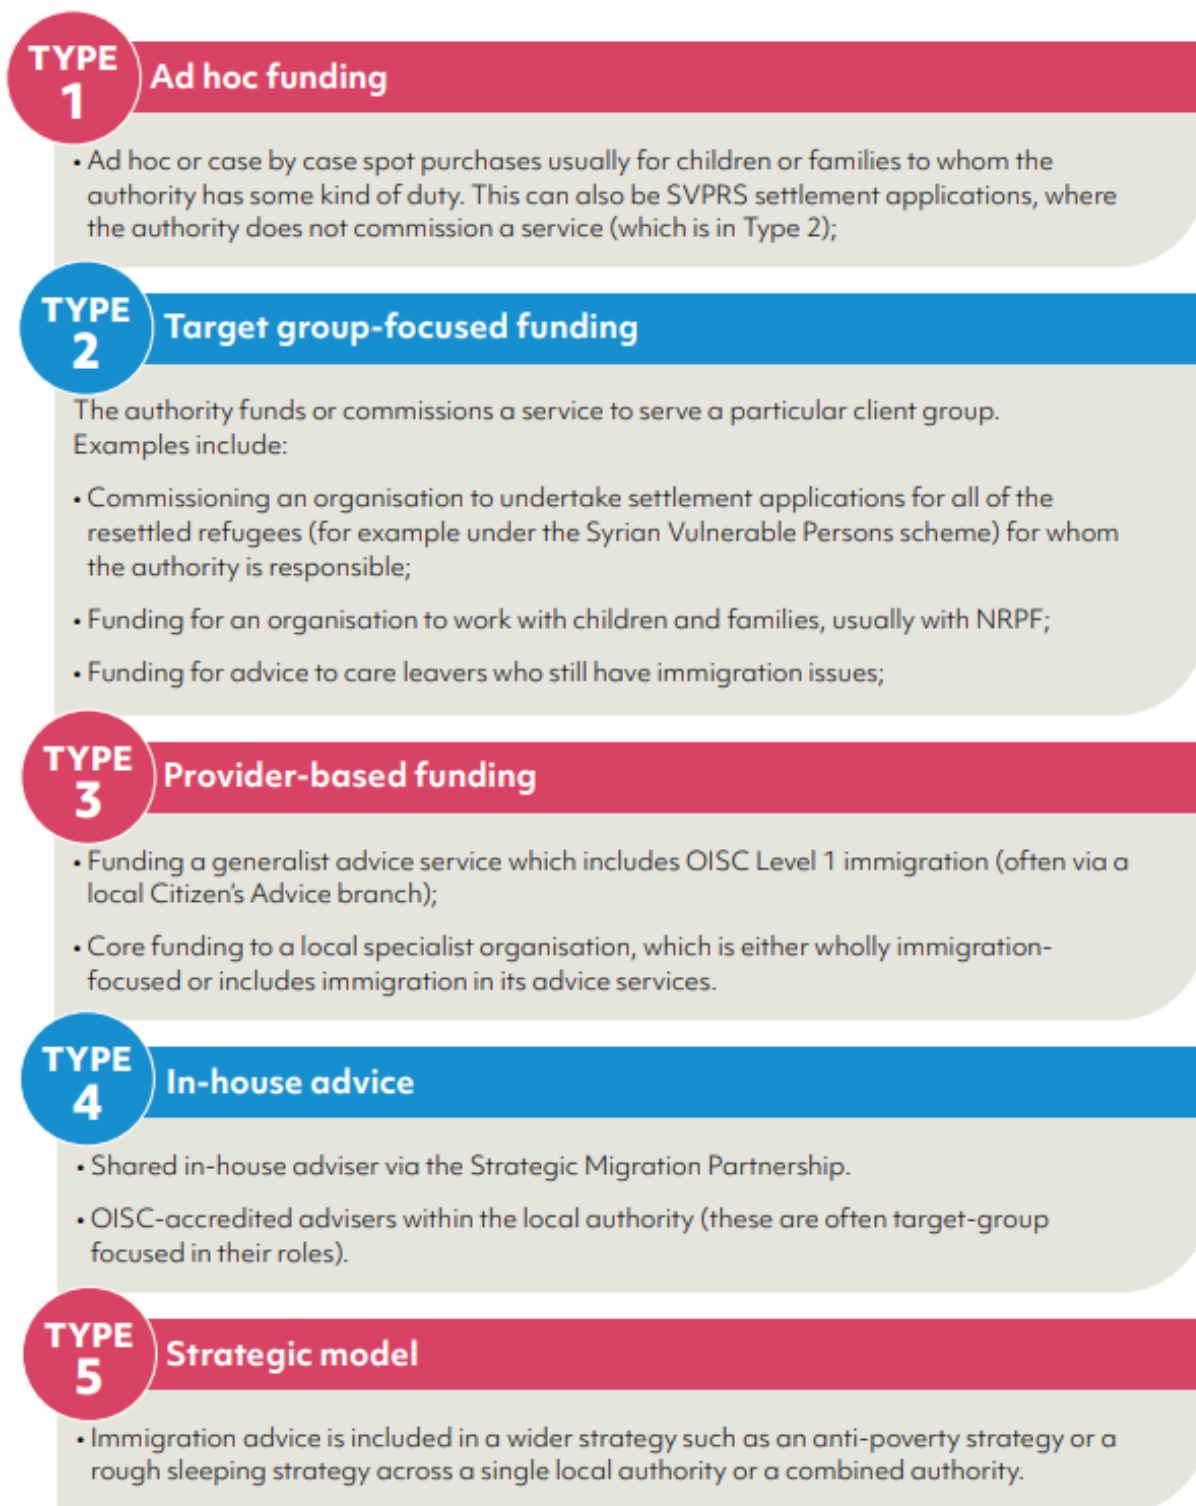 TYPE
1
Ad hoc funding
• Ad hoc or case by case spot purchases usually for children or families to whom the
authority has some kind of duty. This can also be SVPRS settlement applications, where
the authority does not commission a service (which is in Type 2);
TYPE
2
Target group-focused funding
The authority funds or commissions a service to serve a particular client group.
Examples include:
• Commissioning an organisation to undertake settlement applications for all of the
resettled refugees (for example under the Syrian Vulnerable Persons scheme) for whom
the authority is responsible;
• Funding for an organisation to work with children and families, usually with NRPF;
• Funding for advice to care leavers who still have immigration issues;
TYPE
3
Provider-based funding
• Funding a generalist advice service which includes OISC Level 1 immigration (often via a
local Citizen's Advice branch);
• Core funding to a local specialist organisation, which is either wholly immigration-
focused or includes immigration in its advice services.
TYPE
4
In-house advice
• Shared in-house adviser via the Strategic Migration Partnership.
• OISC-accredited advisers within the local authority (these are often target-group
focused in their roles).
TYPE
5
Strategic model
• Immigration advice is included in a wider strategy such as an anti-poverty strategy or a
rough sleeping strategy across a single local authority or a combined authority.